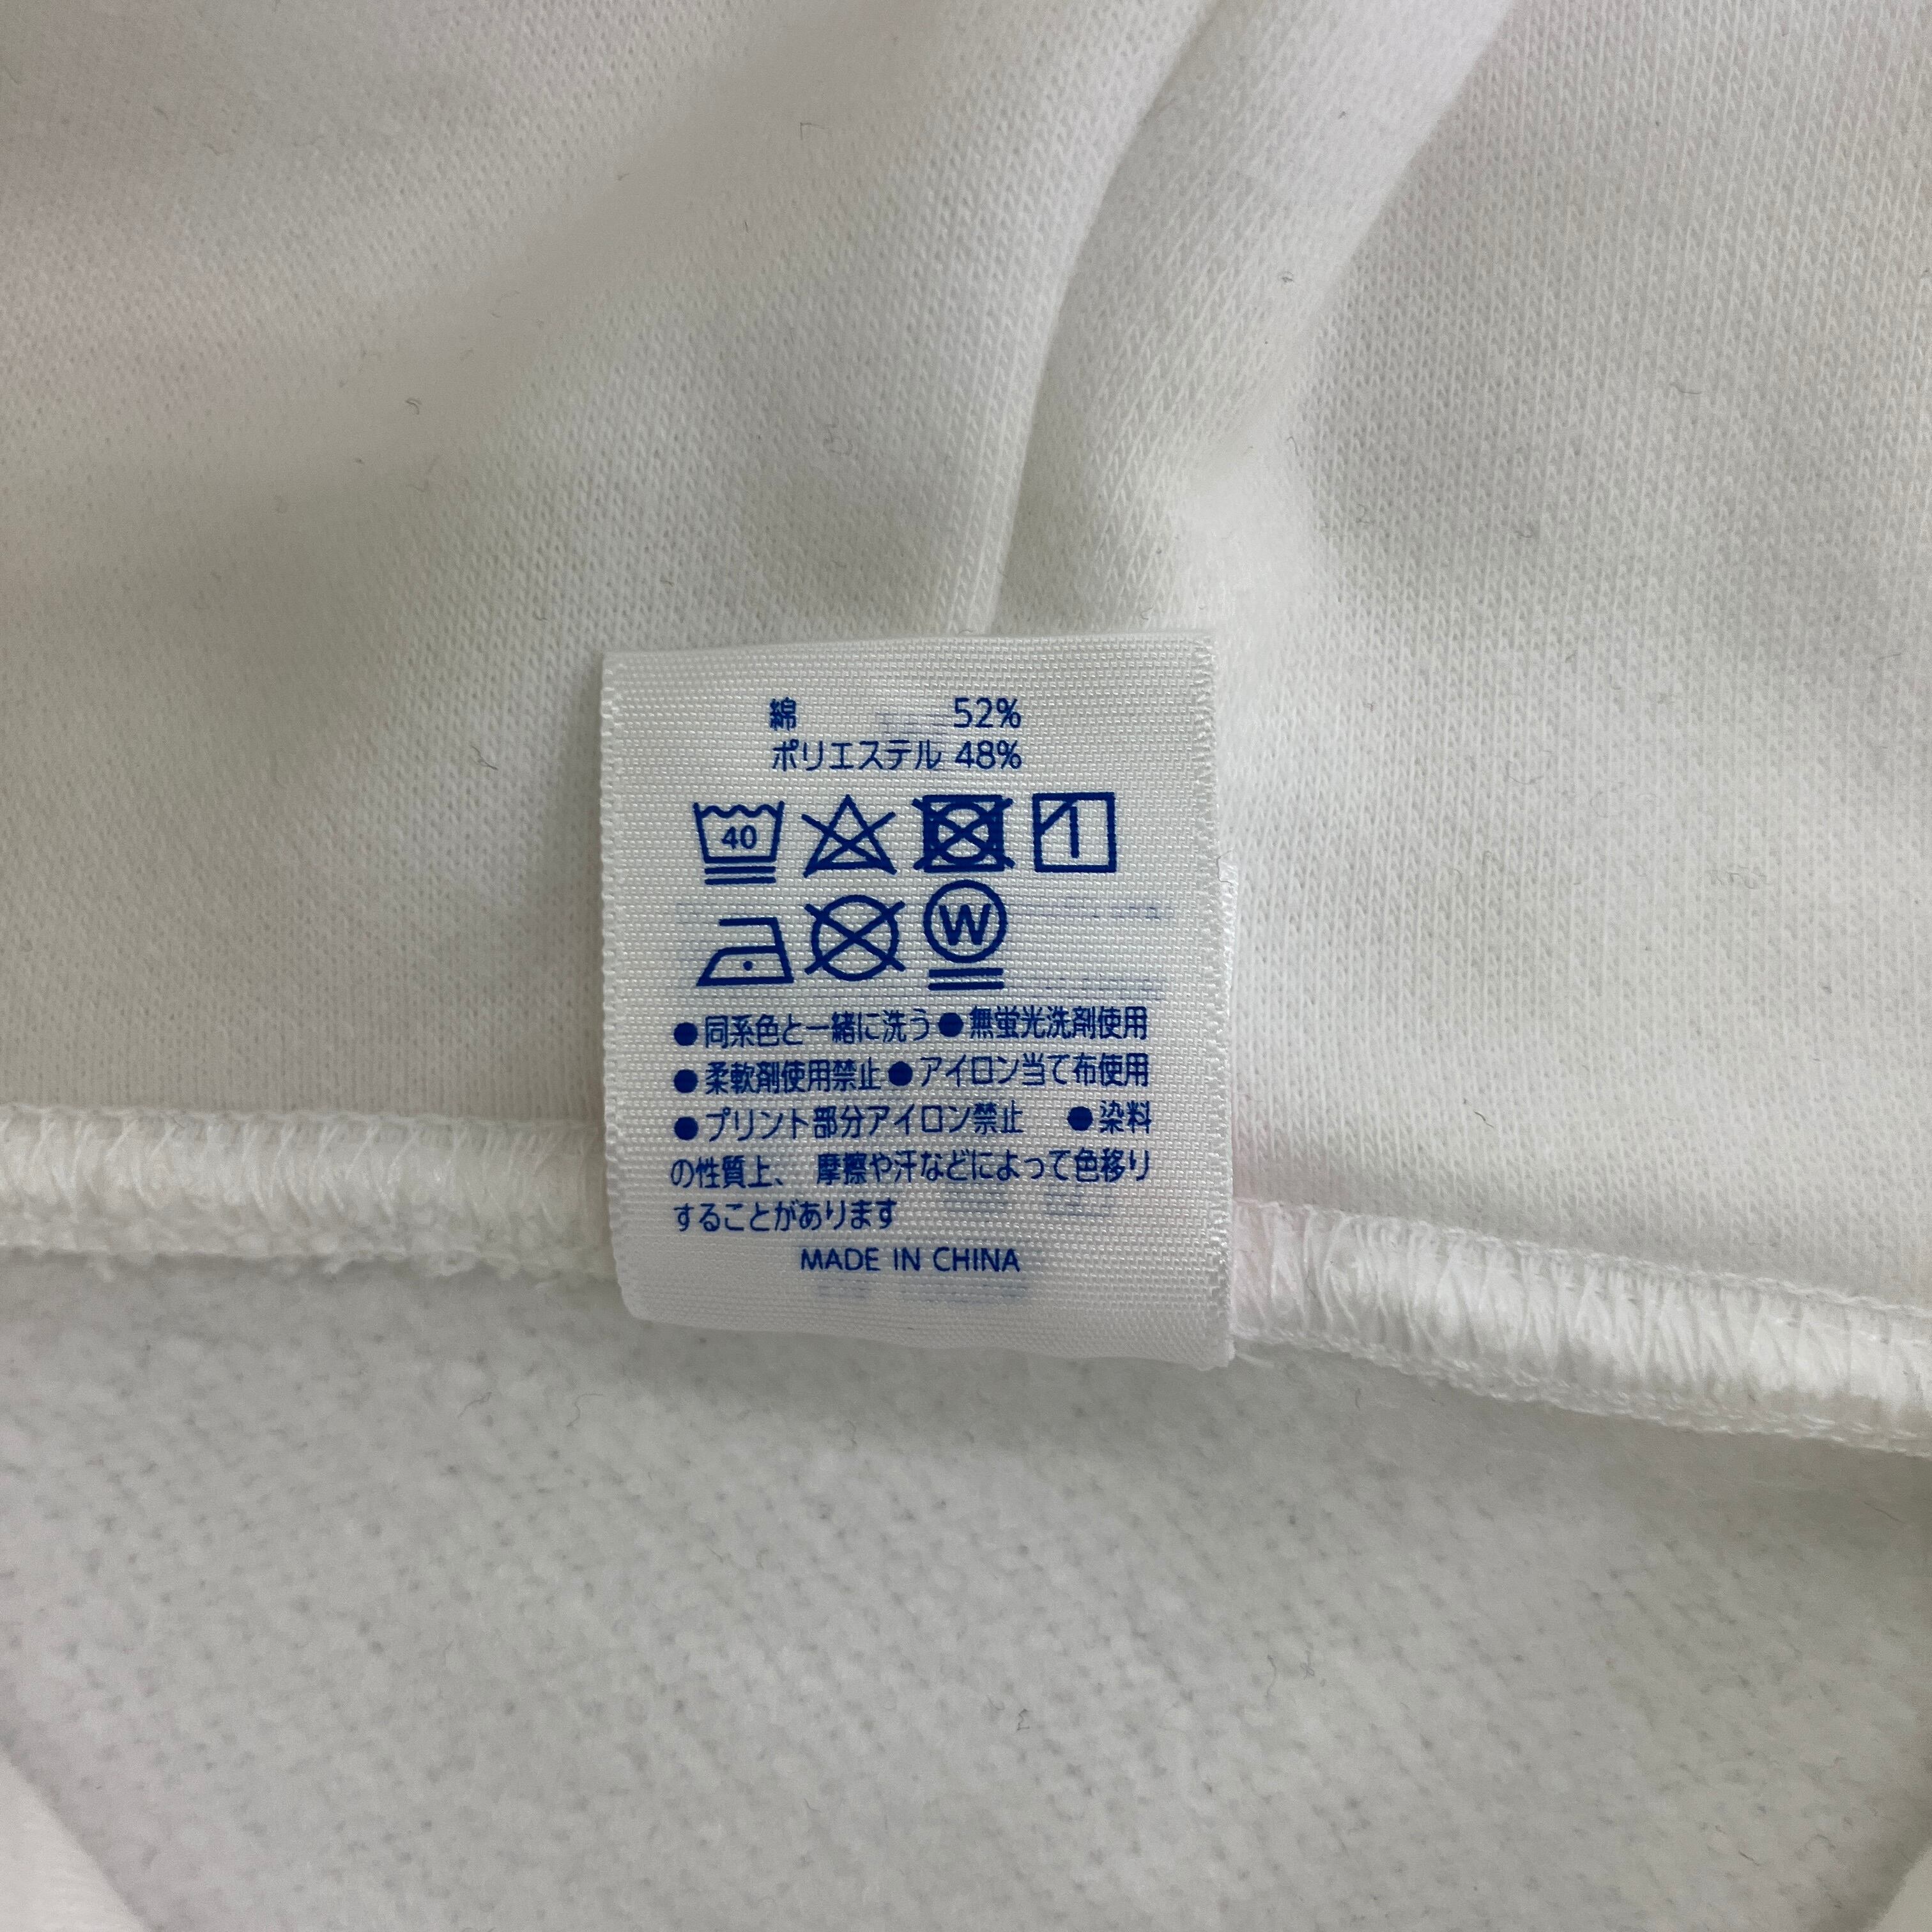 綿 52%
ポリエステル 48%
40
W
●同系色と一緒に洗う●無蛍光洗剤使用
●柔軟剤使用禁止●アイロン当て布使用
●プリント部分アイロン禁止 ●染料
の性質上、 摩擦や汗などによって色移り
することがあります
MADE IN CHINA